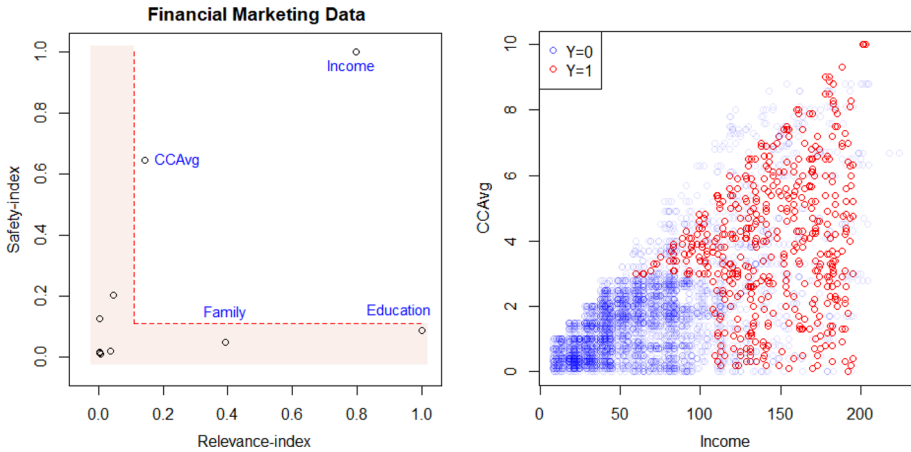 Financial Marketing Data
Safety-index
1.0
0.8
0.6
0.4
0.2
0.0
Income
CCAvg
Family
Education
0.0 0.2 0.4 0.6 0.8 1.0
Relevance-index
CCAvg
10
8
6
4
2
0
Y=0
Y=1
0 50 100 150 200
Income